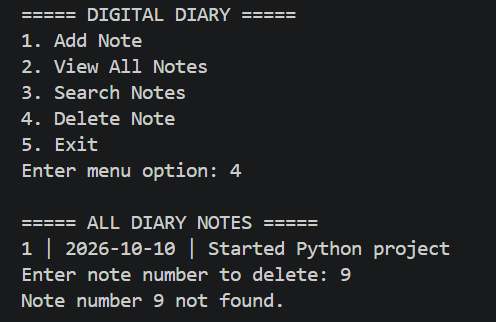 ===== DIGITAL DIARY =====
1. Add Note
2. View All Notes
3. Search Notes
4. Delete Note
5. Exit
Enter menu option: 4
===== ALL DIARY NOTES =====
1 | 2026-10-10 | Started Python project
Enter note number to delete: 9
Note number 9 not found.